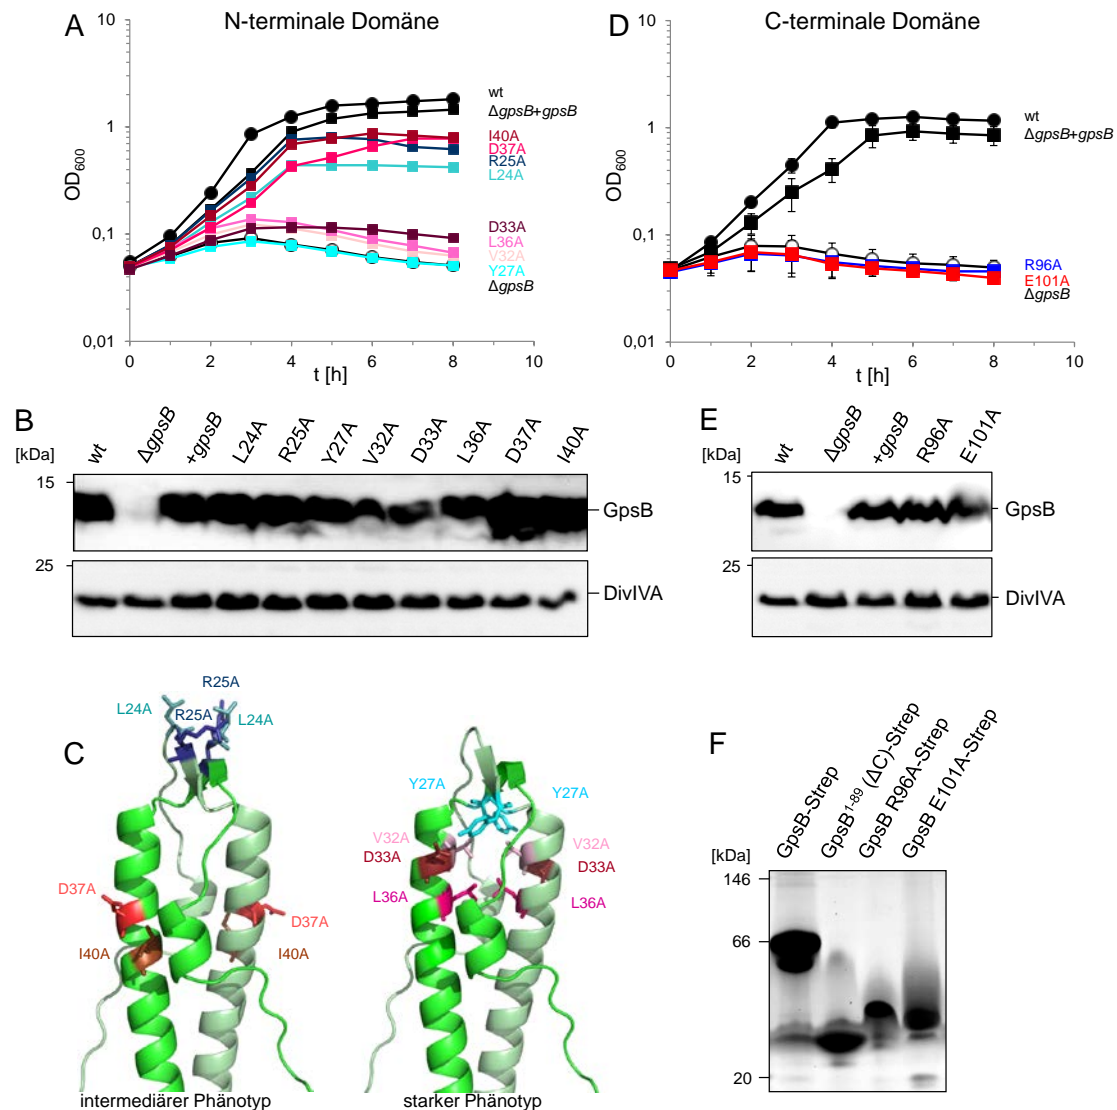 A
N-terminale Domäne
10
1
0,1
0,01
OD600
0 2 4 6 8 10
t [h]
wt
ΔgpsB+gpsB
I40A
D37A
R25A
L24A
D33A
L36A
V32A
Y27A
ΔgpsB
D
C-terminale Domäne
10
1
0,1
0,01
OD600
0 2 4 6 8 10
t [h]
wt
ΔgpsB+gpsB
R96A
E101A
ΔgpsB
B
[kDa]
wt ΔgpsB +gpsB L24A R25A Y27A V32A D33A L36A D37A I40A
15
GpsB
25
DivIVA
E
[kDa]
wt ΔgpsB +gpsB R96A E101A
15
GpsB
25
DivIVA
C
R25A
L24A
R25A
L24A
D37A
D37A
I40A
I40A
intermediärer Phänotyp
Y27A
Y27A
V32A
V32A
D33A
D33A
L36A
L36A
starker Phänotyp
F
[kDa]
GpsB-Strep
GpsB1-89 (ΔC)-Strep
GpsB R96A-Strep
GpsB E101A-Strep
146
66
20